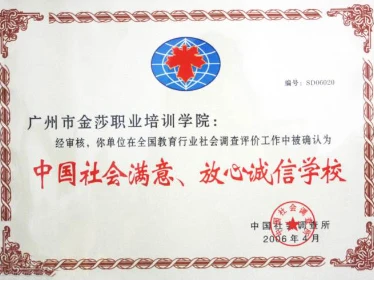 编号：SD06020
广州市金莎职业培训学院：
经审核，你单位在全国教育行业社会调查评价工作中被确认为
中国社会满意、放心诚信学校
中国社会调查所
2006年4月